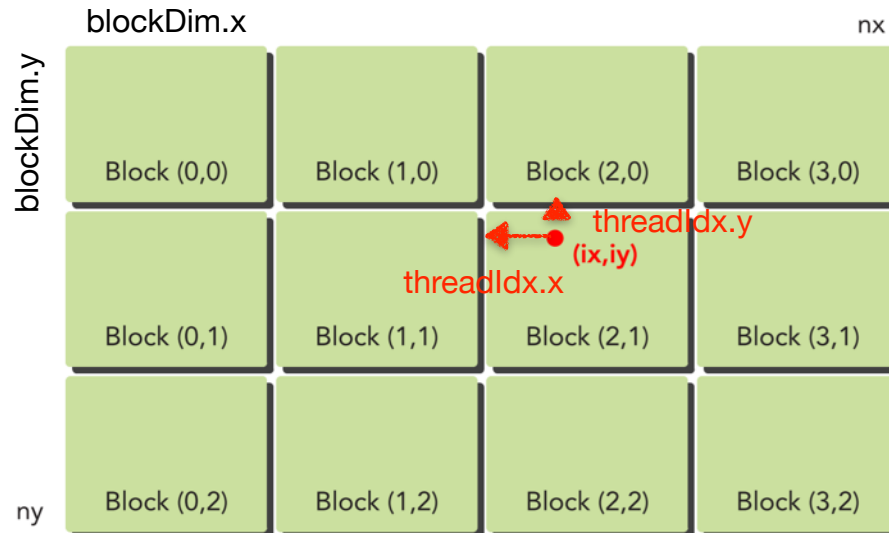 blockDim.x
nx
blockDim.y
Block (0,0)
Block (1,0)
Block (2,0)
Block (3,0)
threadIdx.y
(ix,iy)
threadIdx.x
Block (0,1)
Block (1,1)
Block (2,1)
Block (3,1)
Block (0,2)
Block (1,2)
Block (2,2)
Block (3,2)
ny